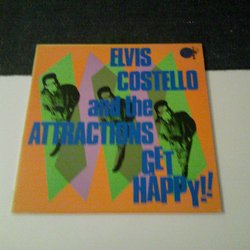 ELVIS
COSTELLO
and the
ATTRACTIONS
GET
HAPPY!!